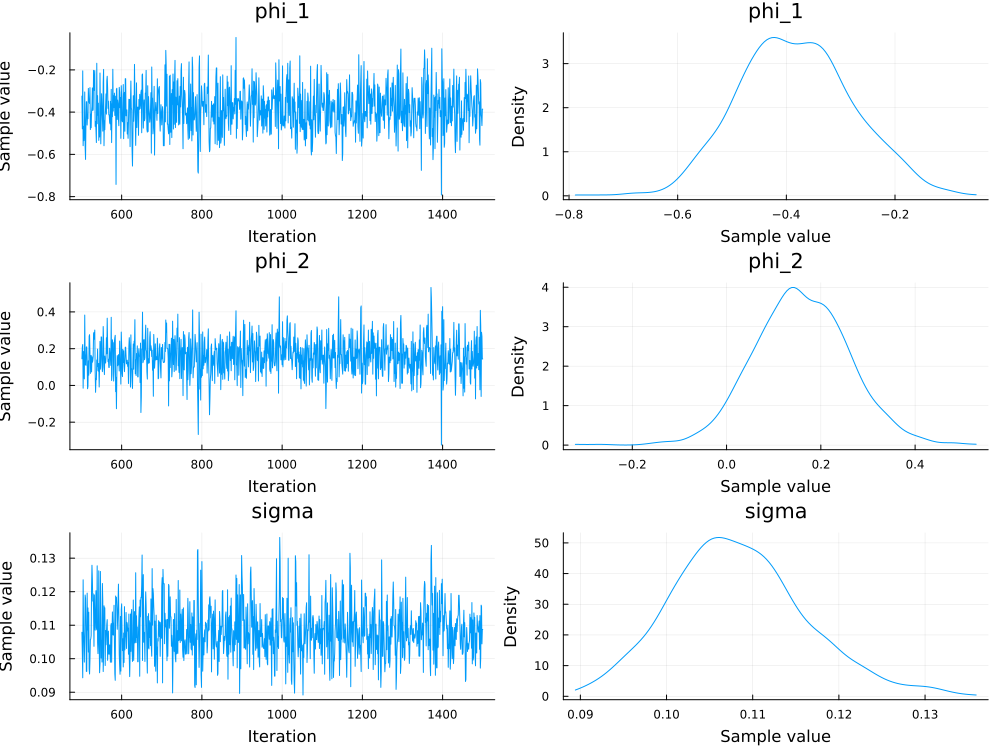 phi_1
Sample value
−0.2
−0.4
−0.6
−0.8
600 800 1000 1200 1400
Iteration
phi_1
Density
3
2
1
0
−0.8 −0.6 −0.4 −0.2
Sample value
phi_2
Sample value
0.4
0.2
0.0
−0.2
600 800 1000 1200 1400
Iteration
phi_2
Density
4
3
2
1
0
−0.2 0.0 0.2 0.4
Sample value
sigma
Sample value
0.13
0.12
0.11
0.10
0.09
600 800 1000 1200 1400
Iteration
sigma
Density
50
40
30
20
10
0
0.09 0.10 0.11 0.12 0.13
Sample value